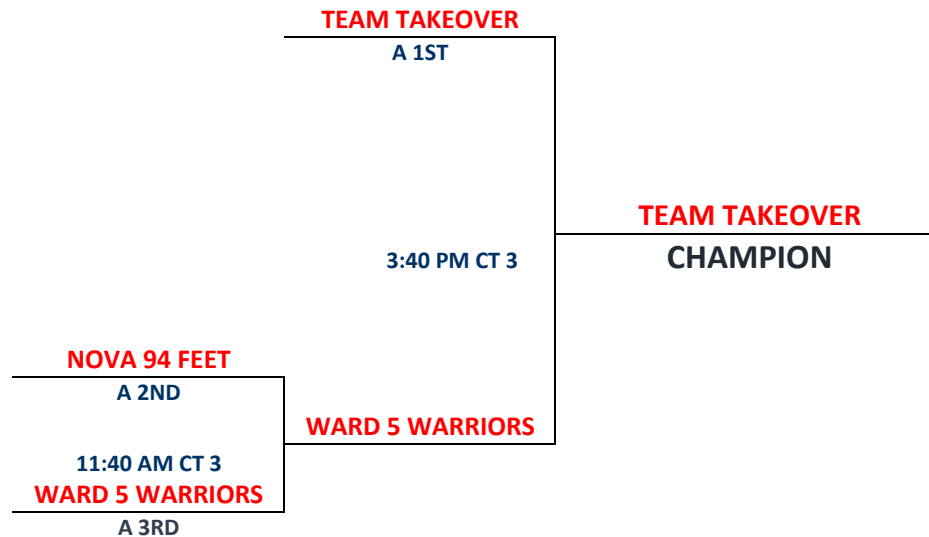 TEAM TAKEOVER
A 1ST
TEAM TAKEOVER
CHAMPION
3:40 PM CT 3
NOVA 94 FEET
A 2ND
WARD 5 WARRIORS
11:40 AM CT 3
WARD 5 WARRIORS
A 3RD